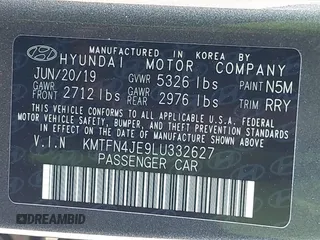 MANUFACTURED IN KOREA BY
HYUNDAI MOTOR COMPANY
JUN/20/19 GVWR 5326 lbs PAINT N5M
GAWR FRONT 2712 lbs GAWR REAR 2976 lbs TRIM RRY
THIS VEHICLE CONFORMS TO ALL APPLICABLE
FEDERAL MOTOR VEHICLE SAFETY, BUMPER, AND
THEFT PREVENTION STANDARDS IN EFFECT ON
THE DATE OF MANUFACTURE SHOWN ABOVE.
V.I.N KMTFN4JE9LU332627
PASSENGER CAR
DREAMBID